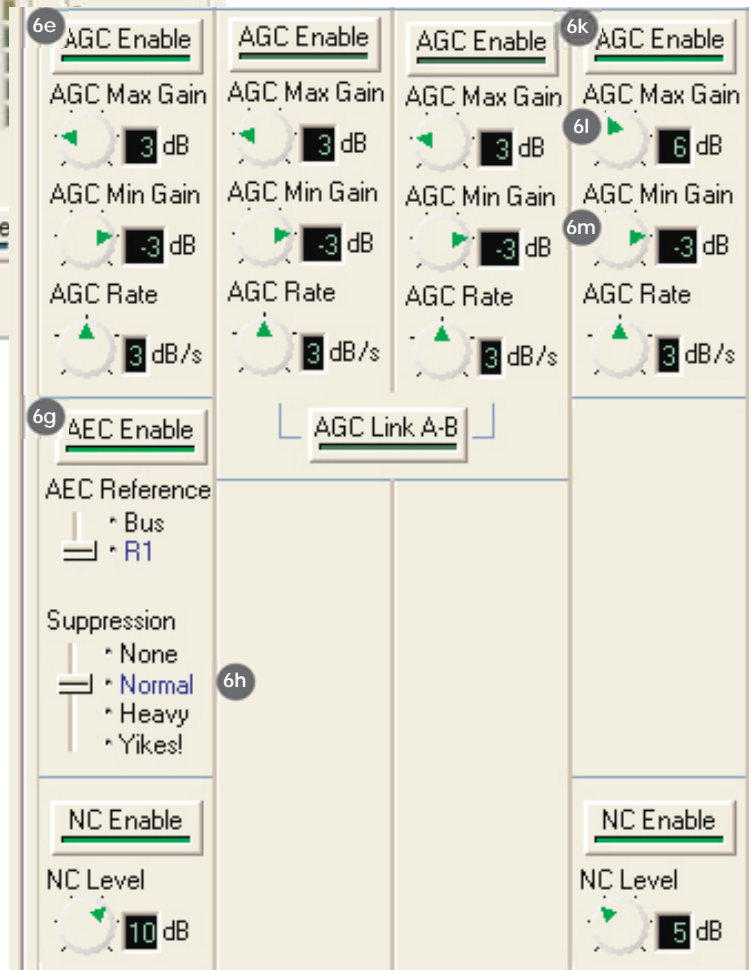 6e AGC Enable AGC Enable AGC Enable 6k AGC Enable
AGC Max Gain AGC Max Gain AGC Max Gain AGC Max Gain
3 dB 3 dB 3 dB 6l 6 dB
AGC Min Gain AGC Min Gain AGC Min Gain AGC Min Gain
-3 dB -3 dB -3 dB 6m -3 dB
AGC Rate AGC Rate AGC Rate AGC Rate
3 dB/s 3 dB/s 3 dB/s 3 dB/s
6g AEC Enable AGC Link A-B
AEC Reference
Bus
R1
Suppression
None
Normal 6h
Heavy
Yikes!
NC Enable NC Enable
NC Level NC Level
10 dB 5 dB